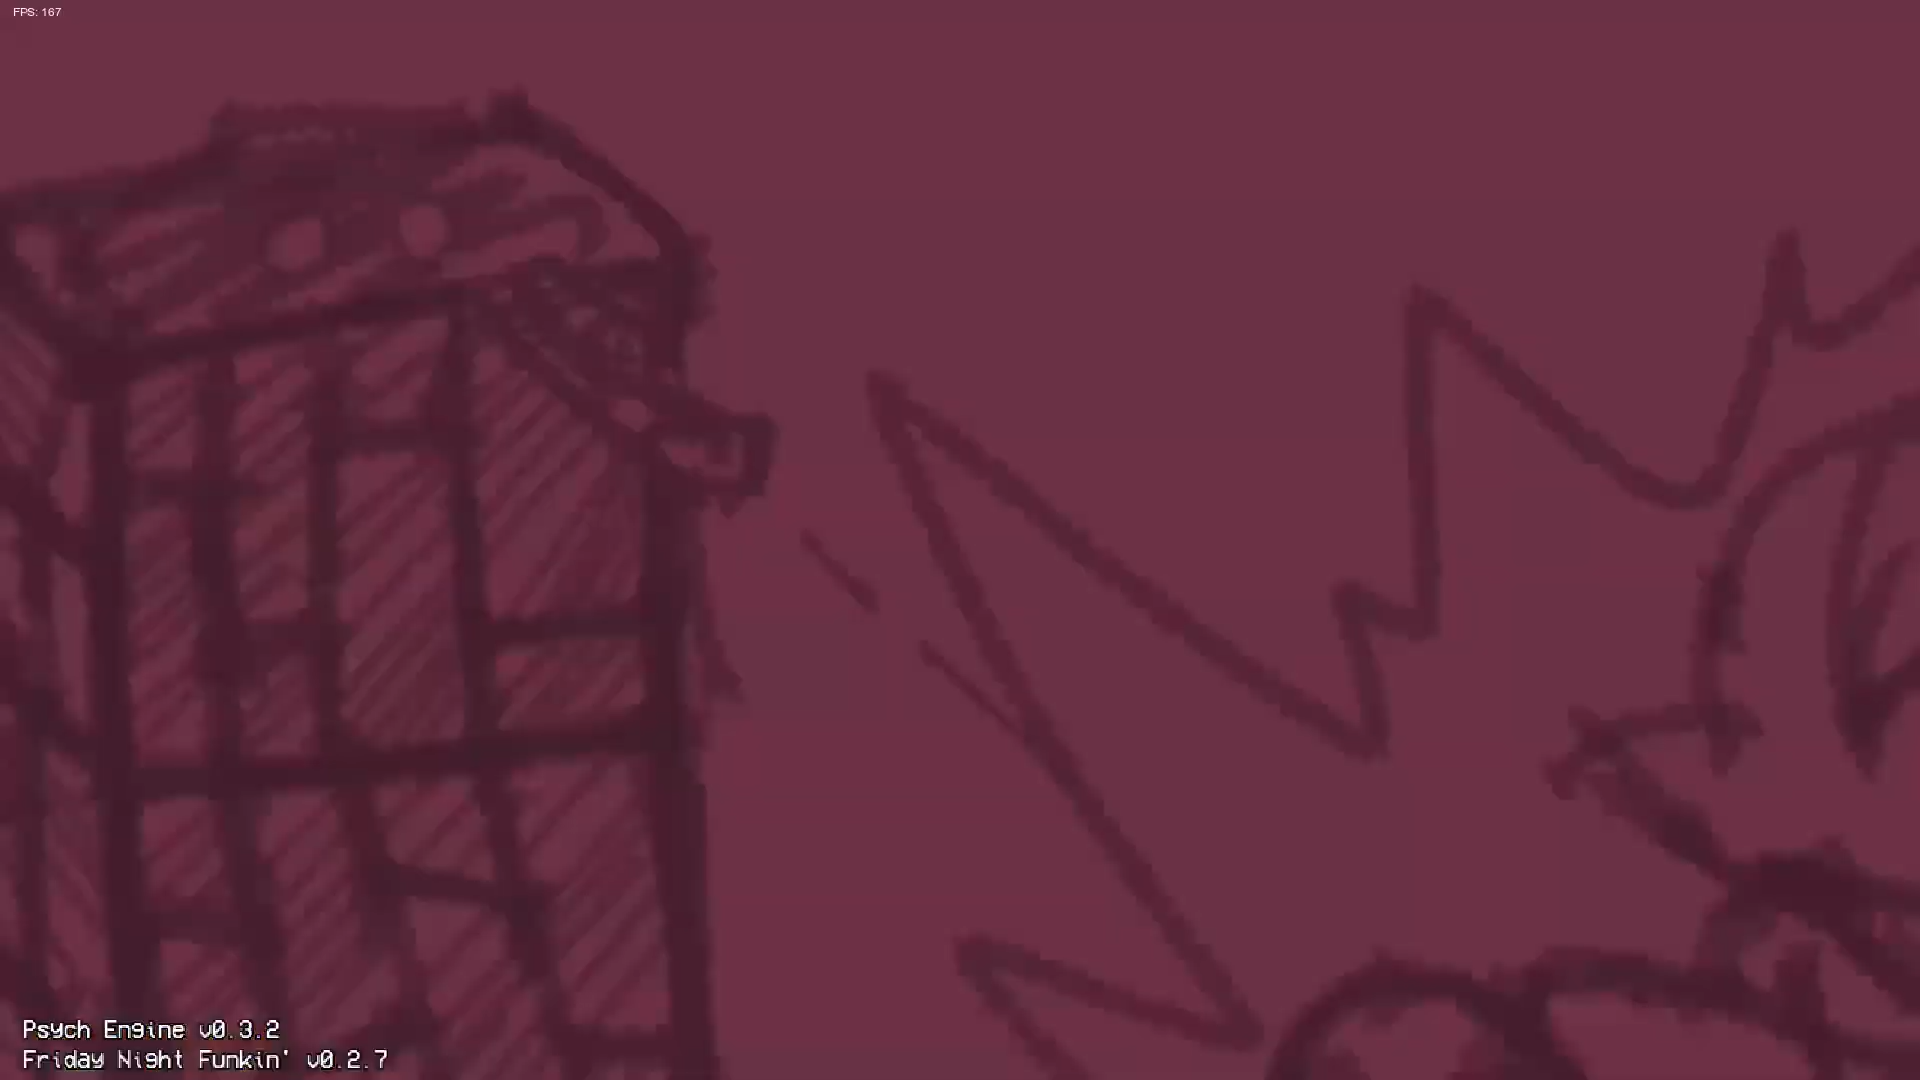 FPS: 167
Psych Engine v0.3.2
Friday Night Funkin' v0.2.7